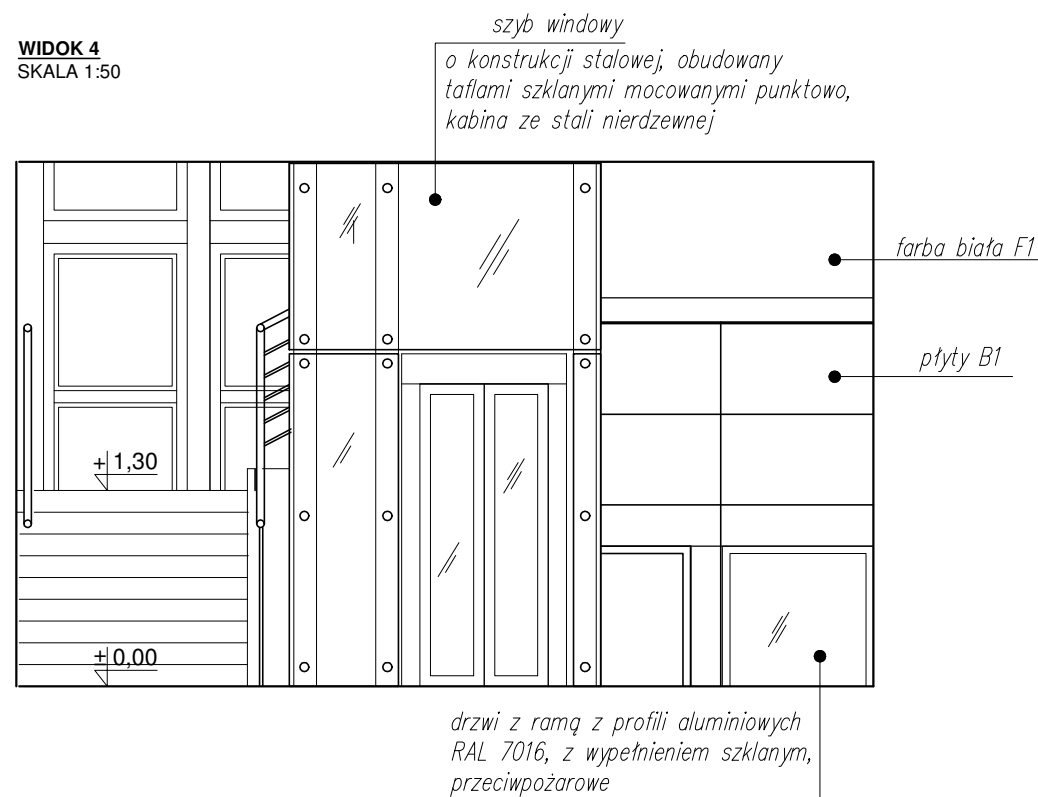 WIDOK 4
SKALA 1:50
szyb windowy
o konstrukcji stalowej, obudowany
taflami szklanymi mocowanymi punktowo,
kabina ze stali nierdzewnej
farba biała F1
płyty B1
+ 1,30
± 0,00
drzwi z ramą z profili aluminiowych
RAL 7016, z wypełnieniem szklanym,
przeciwpożarowe